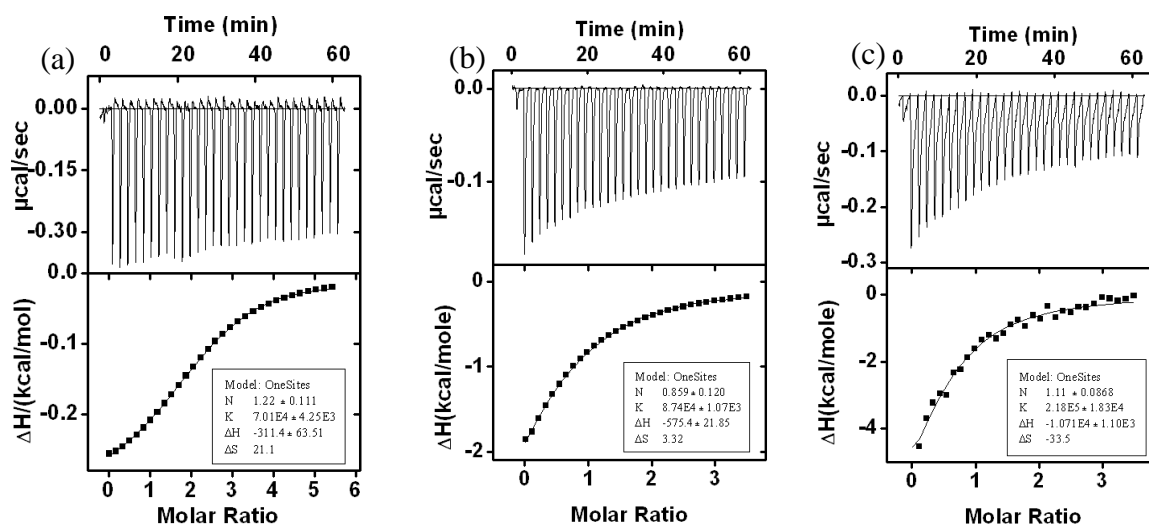 (a)
Time (min)
0 20 40 60
0.00
-0.15
-0.30
µcal/sec
0.0
-0.1
-0.2
ΔH/(kcal/mol)
Model: OneSites
N 1.22 ± 0.111
K 7.01E4 ± 4.25E3
ΔH -311.4 ± 63.51
ΔS 21.1
0 1 2 3 4 5 6
Molar Ratio
(b)
Time (min)
0 20 40 60
0.0
-0.1
µcal/sec
0
-1
-2
ΔH(kcal/mole)
Model: OneSites
N 0.859 ± 0.120
K 8.74E4 ± 1.07E3
ΔH -575.4 ± 21.85
ΔS 3.32
0 1 2 3
Molar Ratio
(c)
Time (min)
0 20 40 60
0.0
-0.1
-0.2
-0.3
µcal/sec
0
-2
-4
ΔH(kcal/mole)
Model: OneSites
N 1.11 ± 0.0868
K 2.18E5 ± 1.83E4
ΔH -1.071E4 ± 1.10E3
ΔS -33.5
0 1 2 3
Molar Ratio